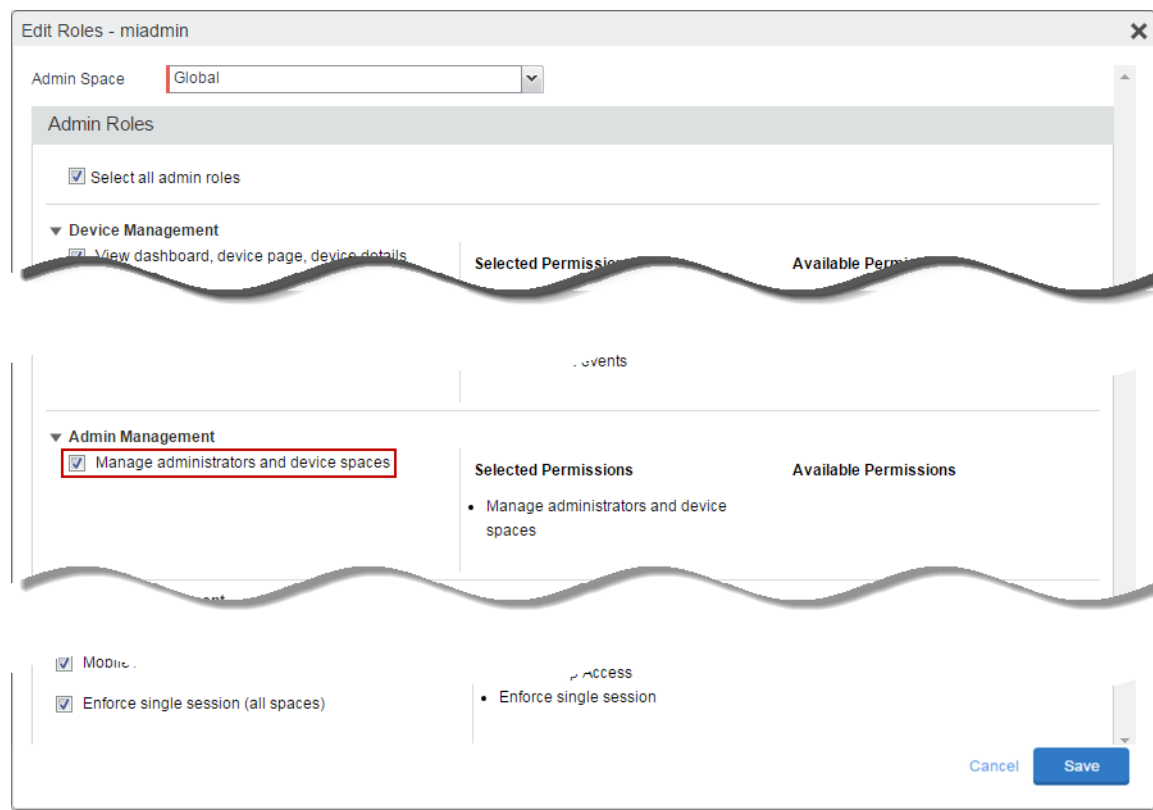 Edit Roles - miadmin
Admin Space Global
Admin Roles
Select all admin roles
Device Management
View dashboard, device page, device details
Selected Permissions Available
events
Admin Management
Manage administrators and device spaces
Selected Permissions Available Permissions
• Manage administrators and device
spaces
Mobile
Access
Enforce single session (all spaces)
• Enforce single session
Cancel Save